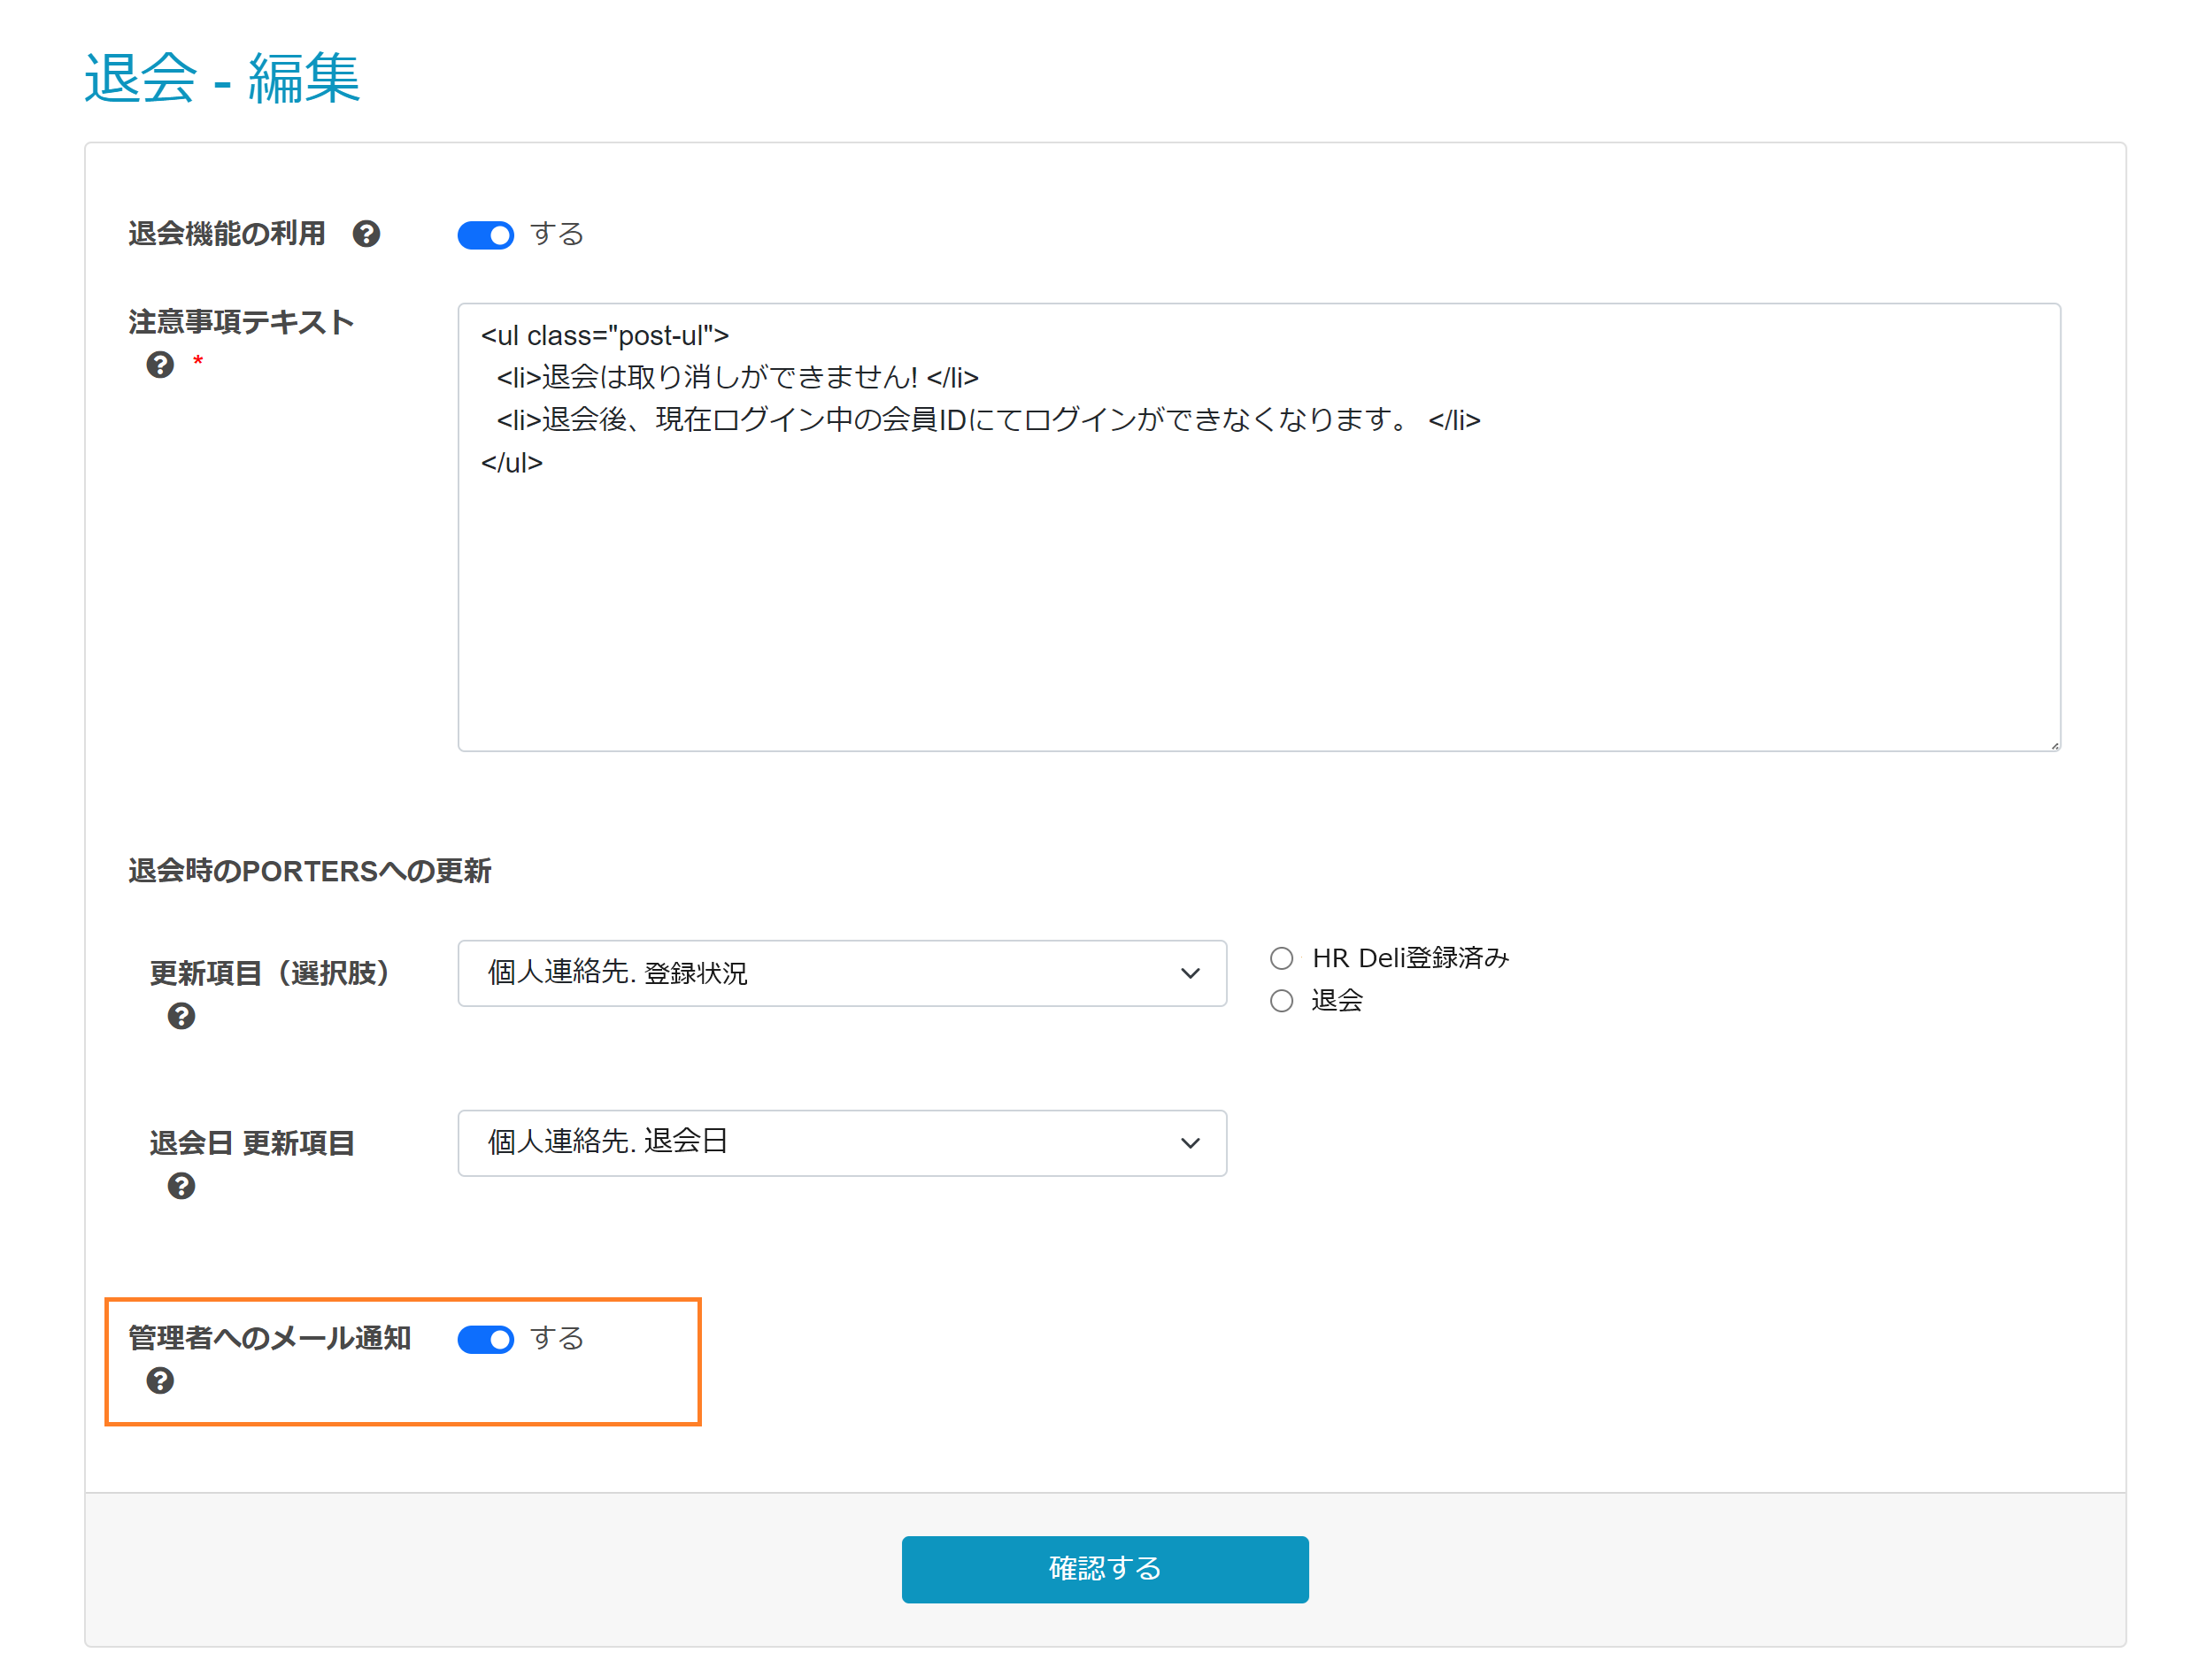 退会 - 編集
退会機能の利用 ? する
注意事項テキスト
? *
<ul class="post-ul">
  <li>退会は取り消しができません! </li>
  <li>退会後、現在ログイン中の会員IDにてログインができなくなります。 </li>
</ul>
退会時のPORTERSへの更新
更新項目（選択肢）
?
個人連絡先. 登録状況
HR Deli登録済み
退会
退会日 更新項目
?
個人連絡先. 退会日
管理者へのメール通知 する
?
確認する